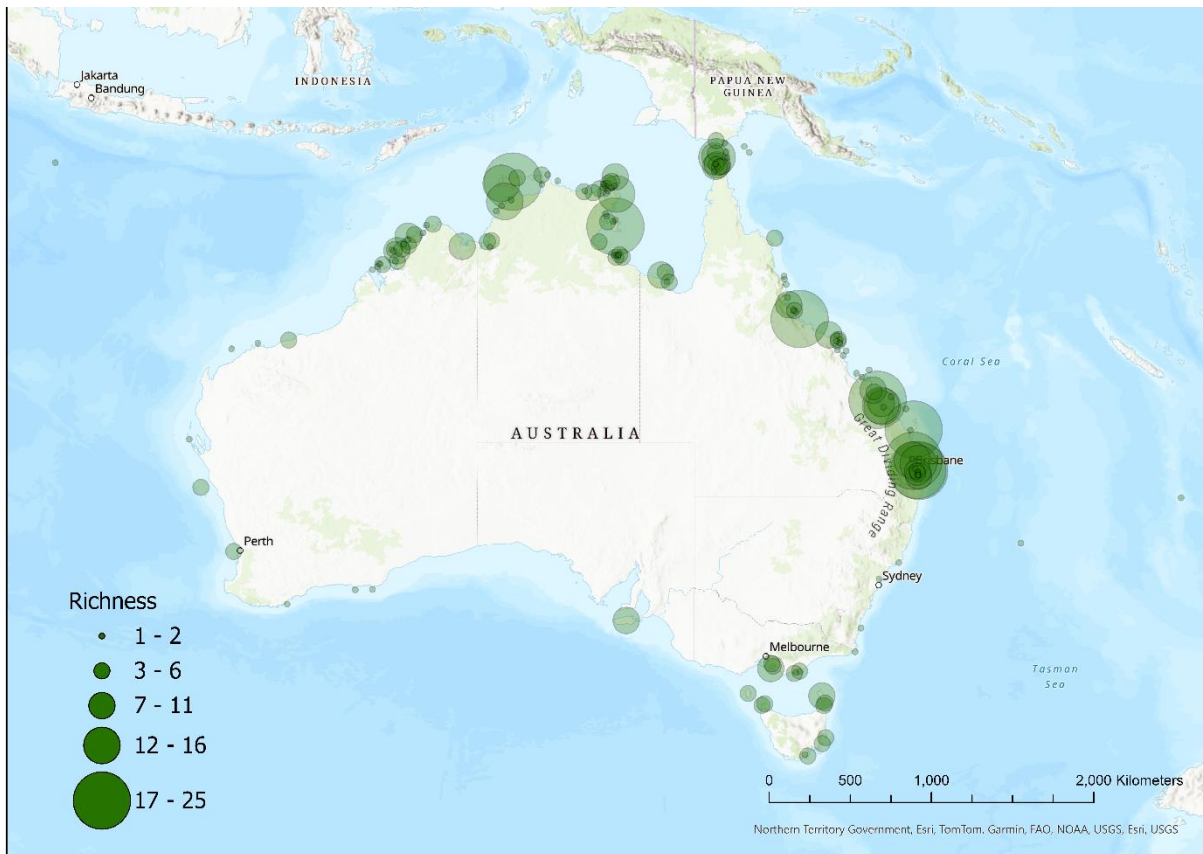 Jakarta
Bandung
INDONESIA
PAPUA NEW
GUINEA
Coral Sea
AUSTRALIA
Great Dividing Range
Brisbane
Perth
Sydney
Melbourne
Tasman
Sea
Richness
1 - 2
3 - 6
7 - 11
12 - 16
17 - 25
0 500 1,000 2,000 Kilometers
Northern Territory Government, Esri, TomTom, Garmin, FAO, NOAA, USGS, Esri, USGS